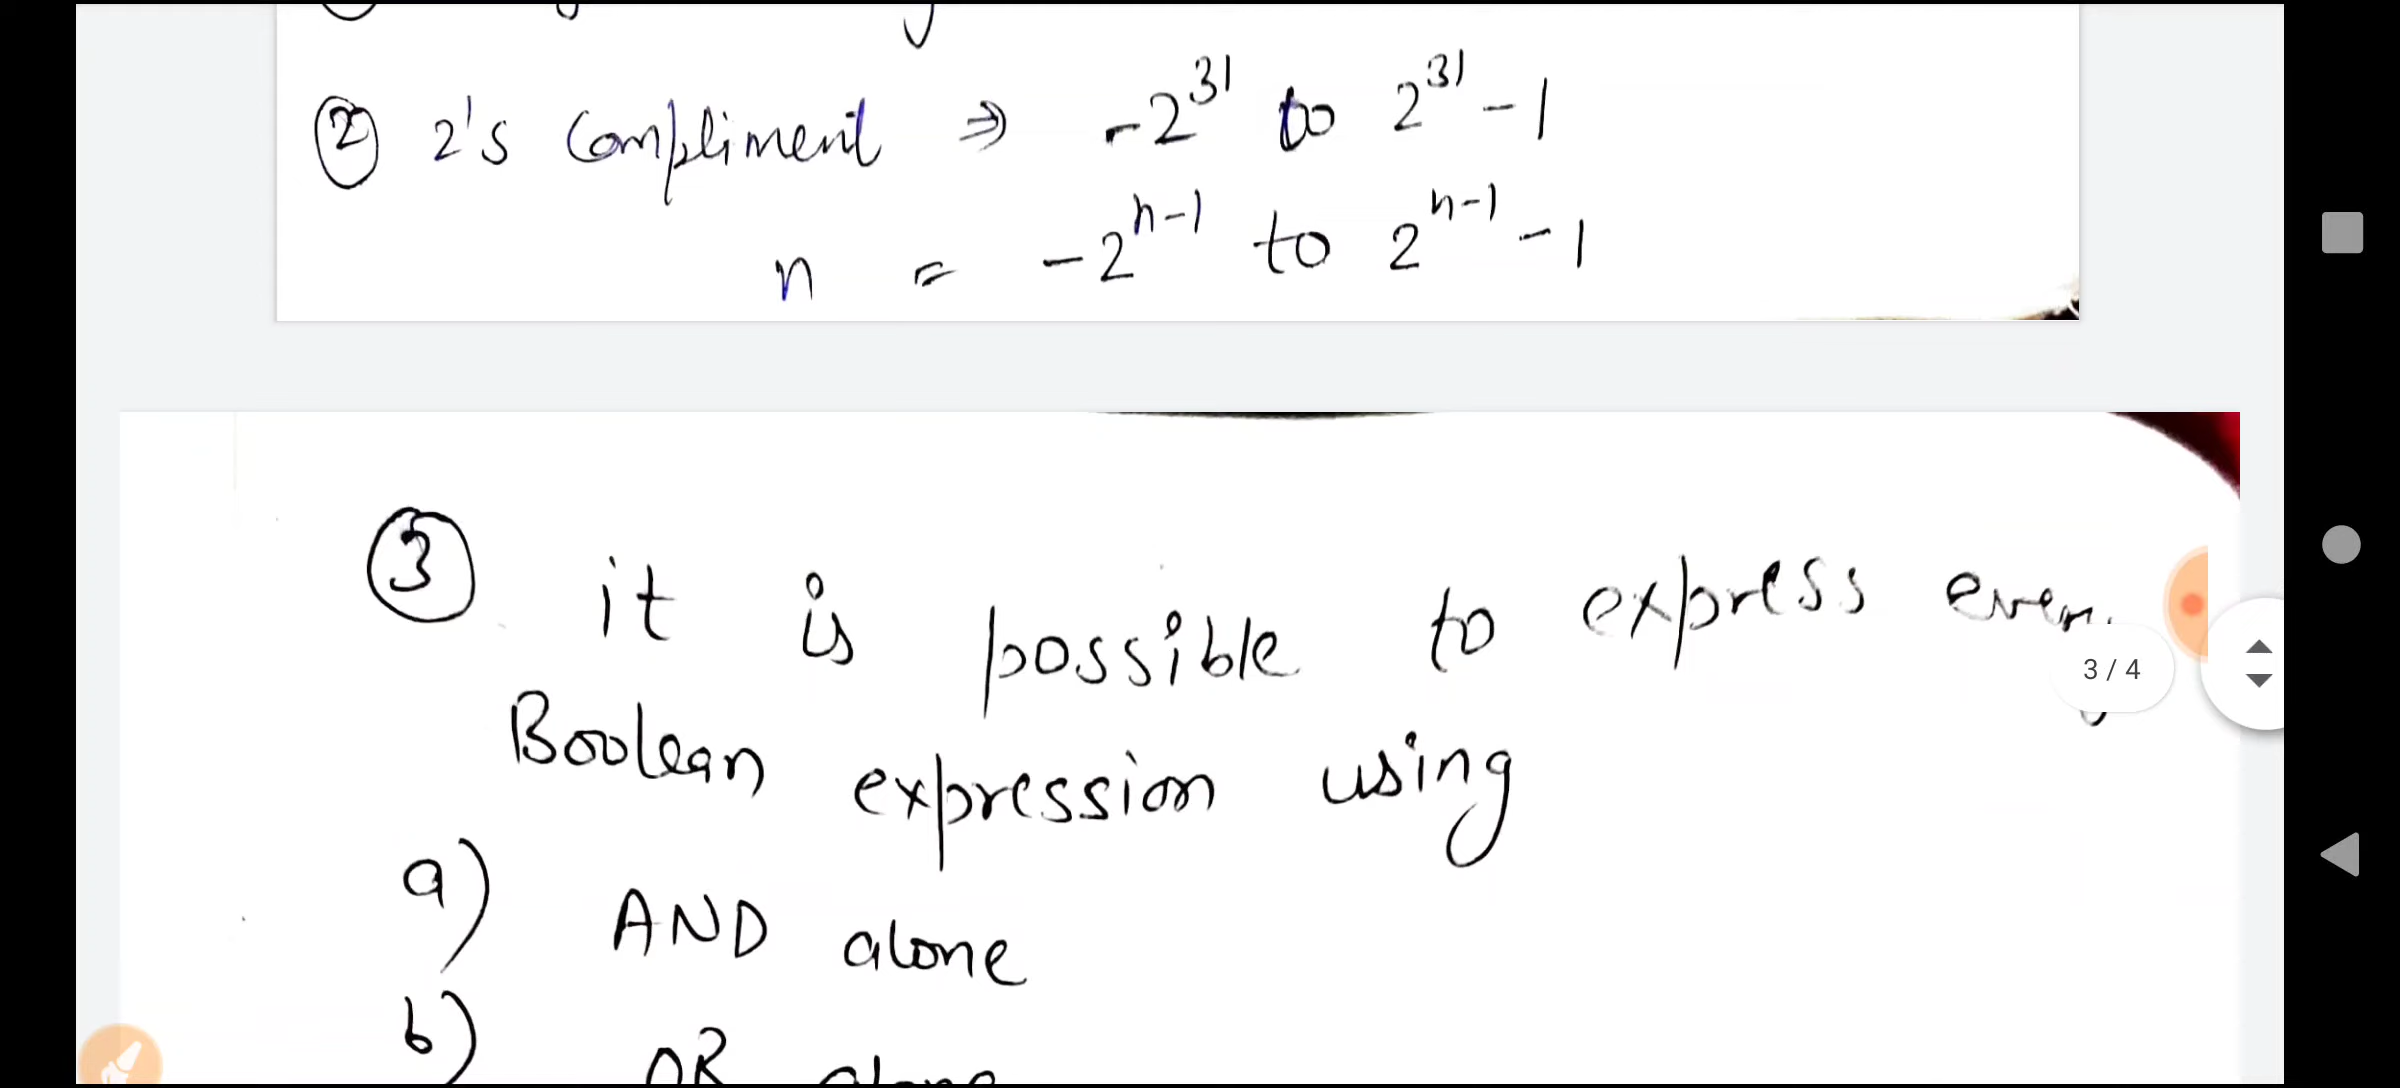 ② 2's compliment ⇒ -2³¹ to 2³¹ - 1
n = -2ⁿ⁻¹ to 2ⁿ⁻¹ - 1
③ it is possible to express
3 / 4
Boolean expression using
a) AND alone
b) OR alone